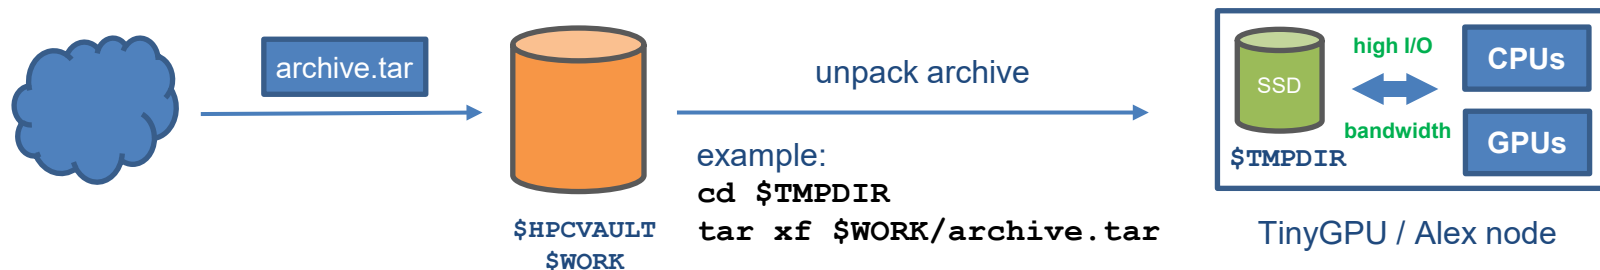 archive.tar
$HPCVAULT
$WORK
unpack archive
example:
cd $TMPDIR
tar xf $WORK/archive.tar
SSD
$TMPDIR
high I/O
bandwidth
CPUs
GPUs
TinyGPU / Alex node